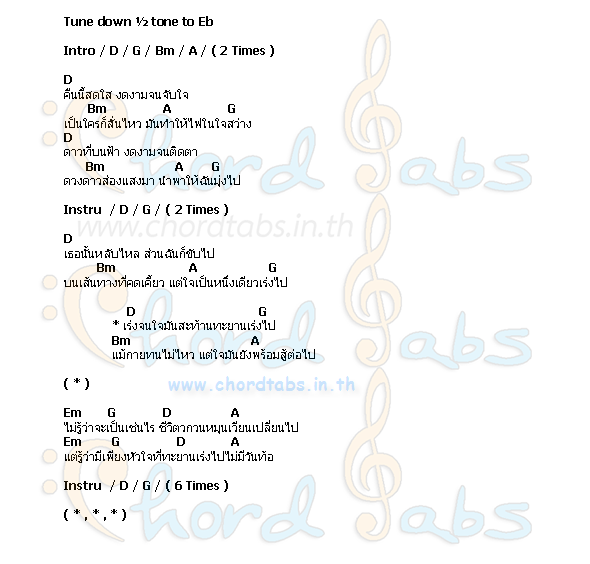 Tune down ½ tone to Eb
Intro / D / G / Bm / A / ( 2 Times )
D
คืนนี้สดใส งดงามจนจับใจ
Bm A G
เป็นใครก็สั่นไหว มันทำให้ไฟในใจสว่าง
D
ดาวที่บนฟ้า งดงามจนติดตา
Bm A G
ดวงดาวส่องแสงมา นำพาให้ฉันมุ่งไป
Instru / D / G / ( 2 Times )
www.chordtabs.in.th
D
เธอนั้นหลับไหล ส่วนฉันก็ขับไป
Bm A G
บนเส้นทางที่คดเคี้ยว แต่ใจเป็นหนึ่งเดียวเร่งไป
D G
* เร่งจนใจมันสะท้านทะยานเร่งไป
Bm A
แม้กายทนไม่ไหว แต่ใจมันยังพร้อมสู้ต่อไป
( * )
www.chordtabs.in.th
Em G D A
ไม่รู้ว่าจะเป็นเช่นไร ชีวิตวกวนหมุนเวียนเปลี่ยนไป
Em G D A
แต่รู้ว่ามีเพียงหัวใจที่ทะยานเร่งไปไม่มีวันท้อ
Instru / D / G / ( 6 Times )
( * , * , * )
Chord Tabs
Chord Tabs
Chord Tabs